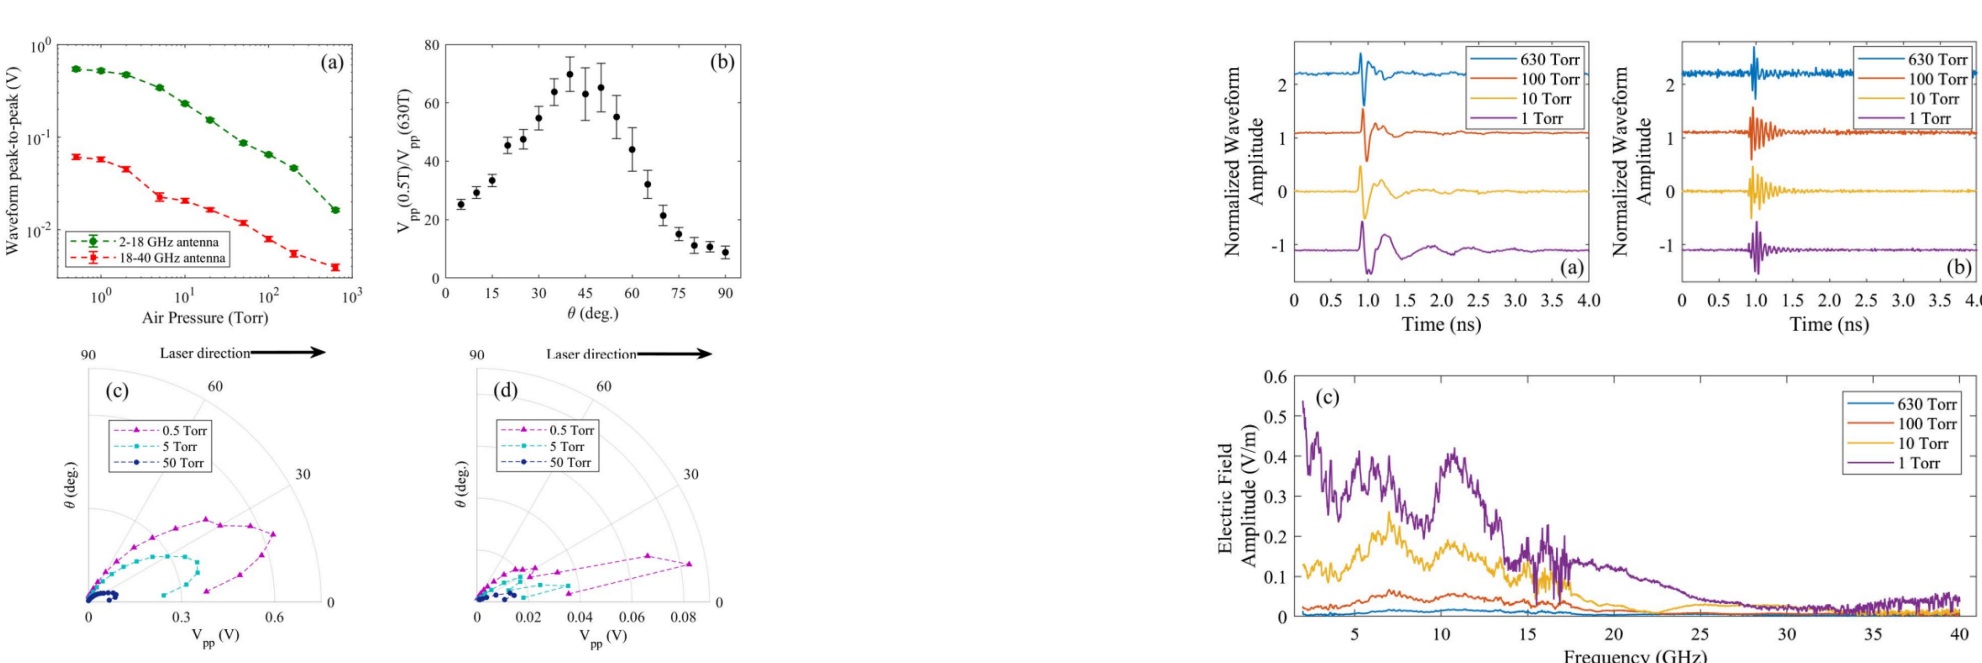 (a)
Waveform peak-to-peak (V)
10^0
10^-1
10^-2
2-18 GHz antenna
18-40 GHz antenna
10^0 10^1 10^2 10^3
Air Pressure (Torr)
(b)
V_pp(0.5T)/V_pp(630T)
80
60
40
20
0
0 15 30 45 60 75 90
θ (deg.)
Laser direction
(c)
90
60
30
0
0.5 Torr
5 Torr
50 Torr
θ (deg.)
0 0.3 0.6
V_pp (V)
Laser direction
(d)
90
60
30
0
0.5 Torr
5 Torr
50 Torr
θ (deg.)
0 0.02 0.04 0.06 0.08
V_pp (V)
Normalized Waveform
Amplitude
2
1
0
-1
630 Torr
100 Torr
10 Torr
1 Torr
(a)
0 0.5 1.0 1.5 2.0 2.5 3.0 3.5 4.0
Time (ns)
Normalized Waveform
Amplitude
2
1
0
-1
630 Torr
100 Torr
10 Torr
1 Torr
(b)
0 0.5 1.0 1.5 2.0 2.5 3.0 3.5 4.0
Time (ns)
(c)
Electric Field
Amplitude (V/m)
0.6
0.5
0.4
0.3
0.2
0.1
0
630 Torr
100 Torr
10 Torr
1 Torr
5 10 15 20 25 30 35 40
Frequency (GHz)